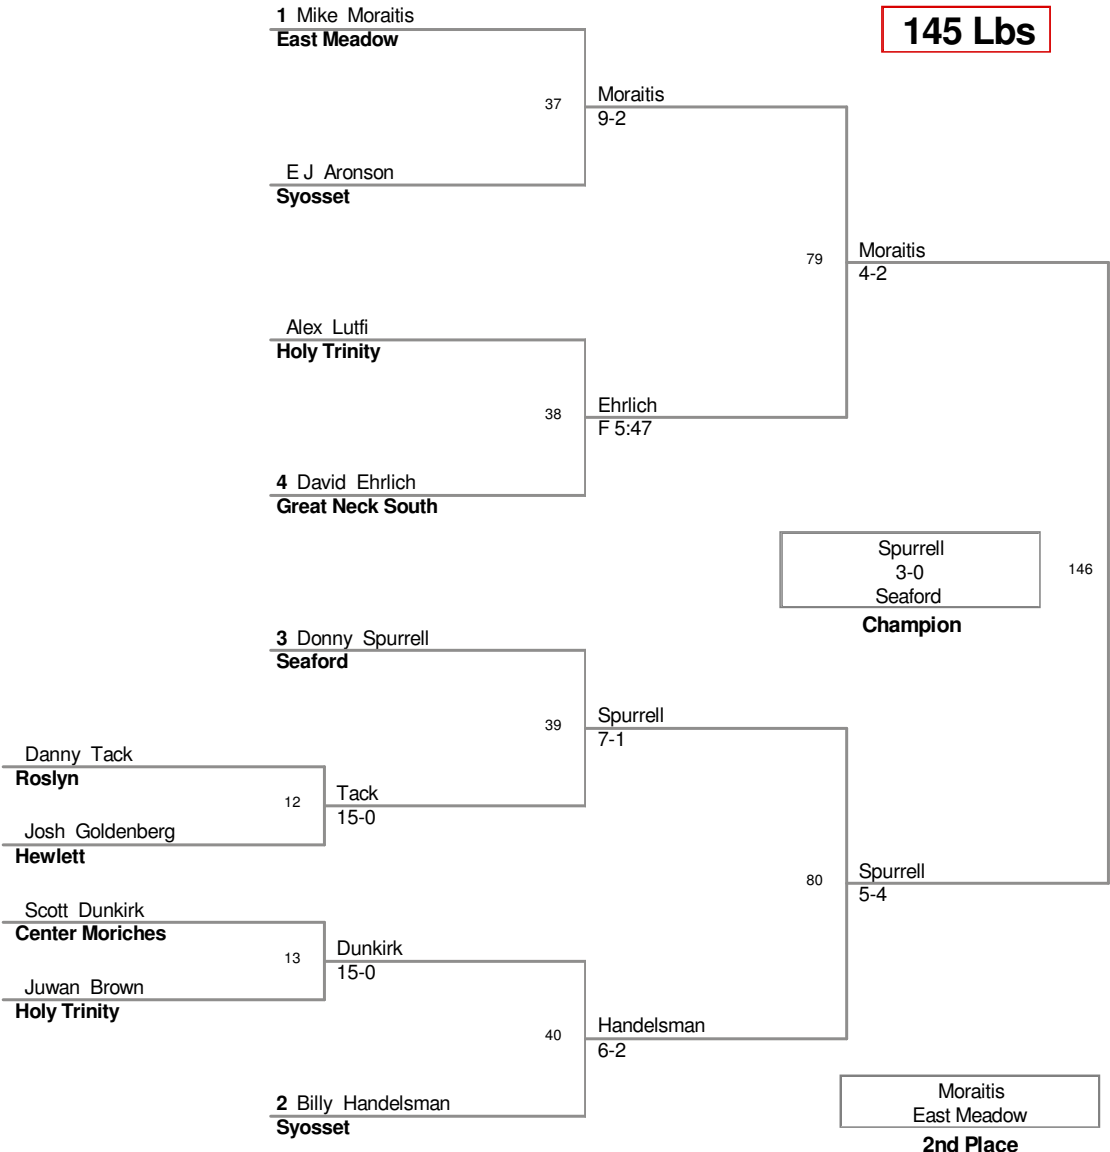 1 Mike Moraitis
East Meadow
145 Lbs
37
Moraitis
9-2
E J Aronson
Syosset
79
Moraitis
4-2
Alex Lutfi
Holy Trinity
38
Ehrlich
F 5:47
4 David Ehrlich
Great Neck South
Spurrell
3-0
Seaford
Champion
146
3 Donny Spurrell
Seaford
39
Spurrell
7-1
Danny Tack
Roslyn
12
Tack
15-0
Josh Goldenberg
Hewlett
80
Spurrell
5-4
Scott Dunkirk
Center Moriches
13
Dunkirk
15-0
Juwan Brown
Holy Trinity
40
Handelsman
6-2
2 Billy Handelsman
Syosset
Moraitis
East Meadow
2nd Place